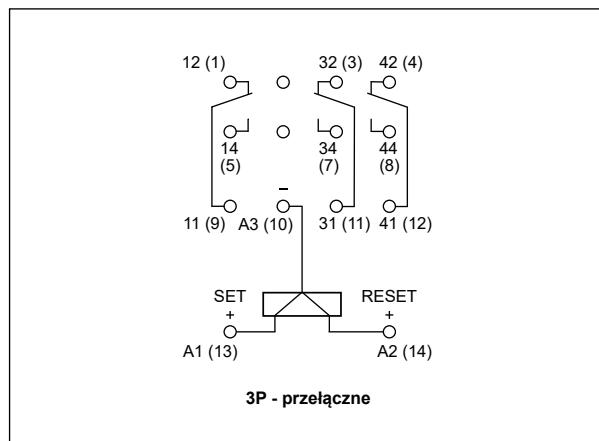 12 (1) 32 (3) 42 (4)
14 34 44
(5) (7) (8)
–
11 (9) A3 (10) 31 (11) 41 (12)
SET RESET
+ +
A1 (13) A2 (14)
3P - przełączne